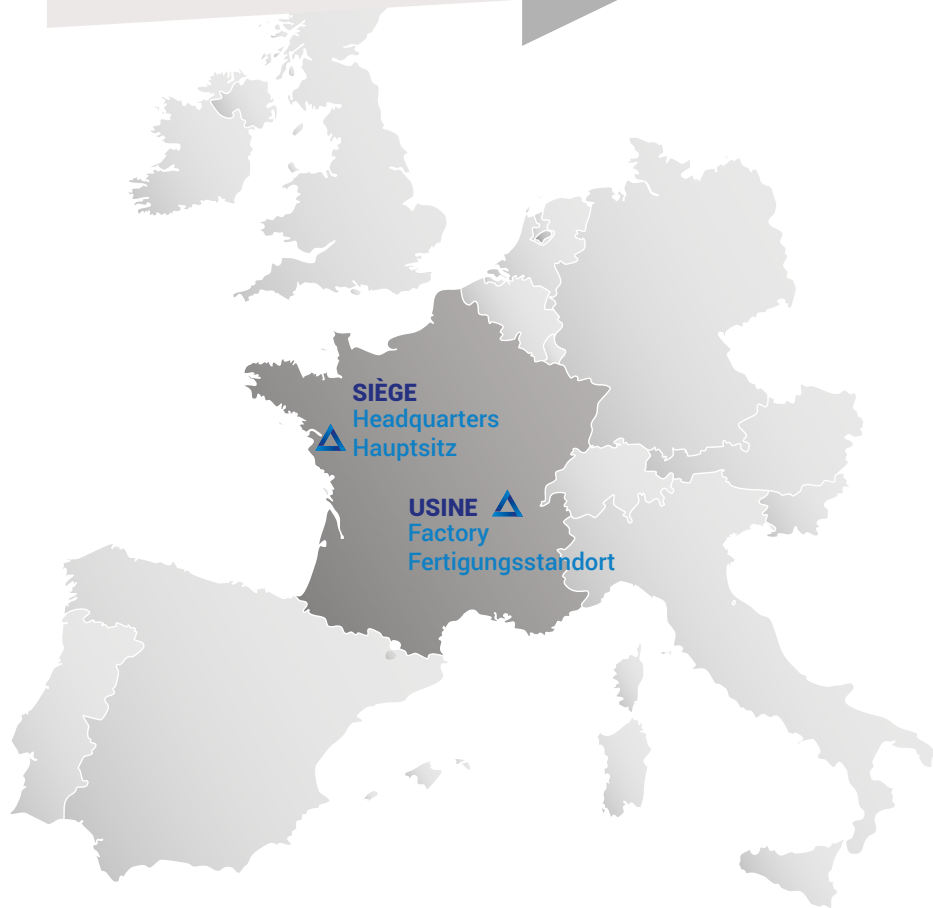 SIÈGE
Headquarters
Hauptsitz
USINE
Factory
Fertigungsstandort